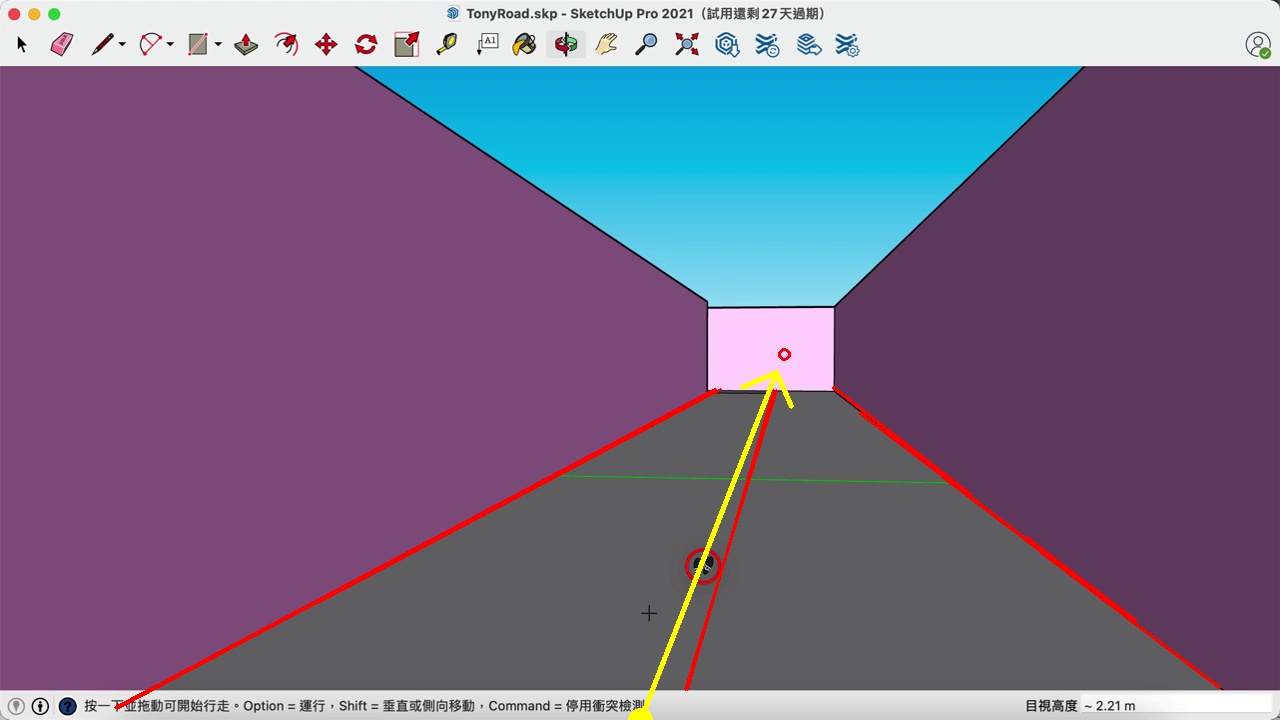 TonyRoad.skp - SketchUp Pro 2021（試用還剩 27 天過期）
A1
按一下並拖動可開始行走。Option = 運行，Shift = 垂直或側向移動，Command = 停用衝突檢測
目視高度 ~ 2.21 m